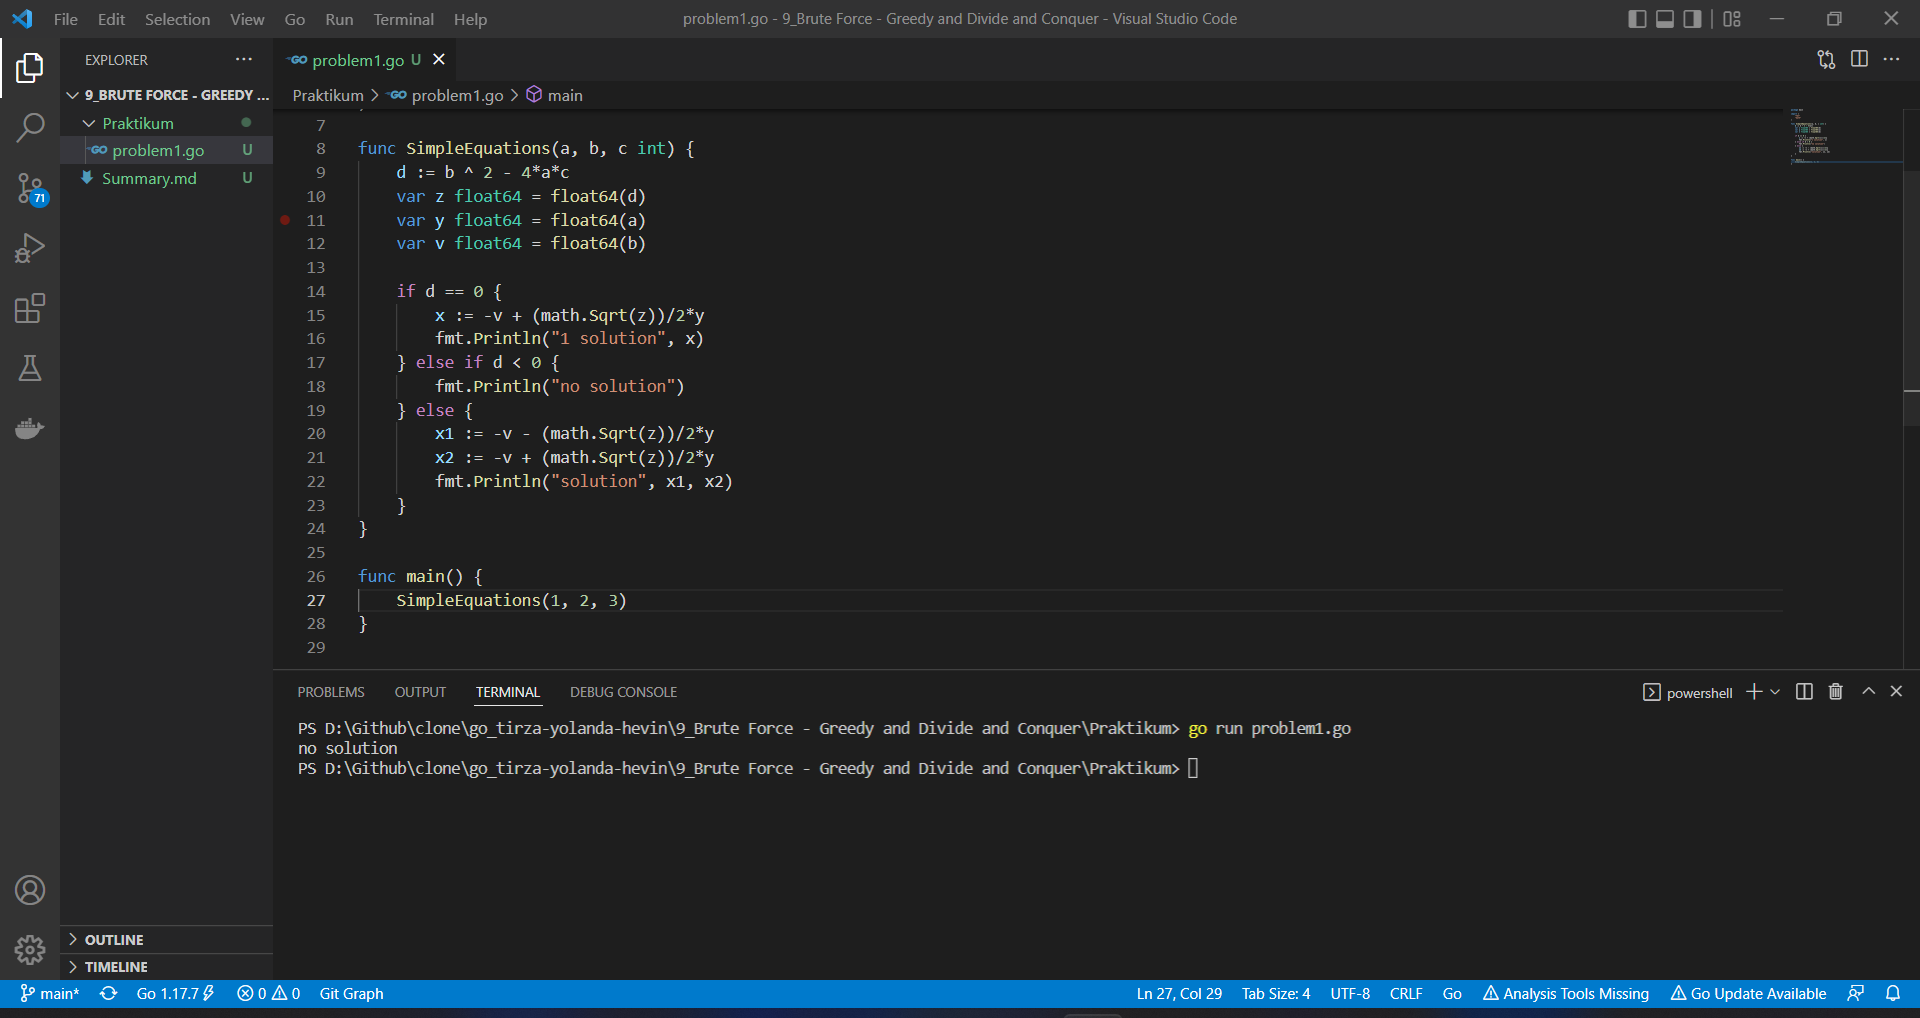 File Edit Selection View Go Run Terminal Help
problem1.go - 9_Brute Force - Greedy and Divide and Conquer - Visual Studio Code
EXPLORER
9_BRUTE FORCE - GREEDY ...
Praktikum
problem1.go U
Summary.md U
71
problem1.go U
Praktikum > problem1.go > main
7
8 func SimpleEquations(a, b, c int) {
9 d := b ^ 2 - 4*a*c
10 var z float64 = float64(d)
11 var y float64 = float64(a)
12 var v float64 = float64(b)
13
14 if d == 0 {
15 x := -v + (math.Sqrt(z))/2*y
16 fmt.Println("1 solution", x)
17 } else if d < 0 {
18 fmt.Println("no solution")
19 } else {
20 x1 := -v - (math.Sqrt(z))/2*y
21 x2 := -v + (math.Sqrt(z))/2*y
22 fmt.Println("solution", x1, x2)
23 }
24 }
25
26 func main() {
27 SimpleEquations(1, 2, 3)
28 }
29
PROBLEMS OUTPUT TERMINAL DEBUG CONSOLE
powershell
PS D:\Github\clone\go_tirza-yolanda-hevin\9_Brute Force - Greedy and Divide and Conquer\Praktikum> go run problem1.go
no solution
PS D:\Github\clone\go_tirza-yolanda-hevin\9_Brute Force - Greedy and Divide and Conquer\Praktikum>
OUTLINE
TIMELINE
main* Go 1.17.7 0 0 Git Graph
Ln 27, Col 29 Tab Size: 4 UTF-8 CRLF Go Analysis Tools Missing Go Update Available